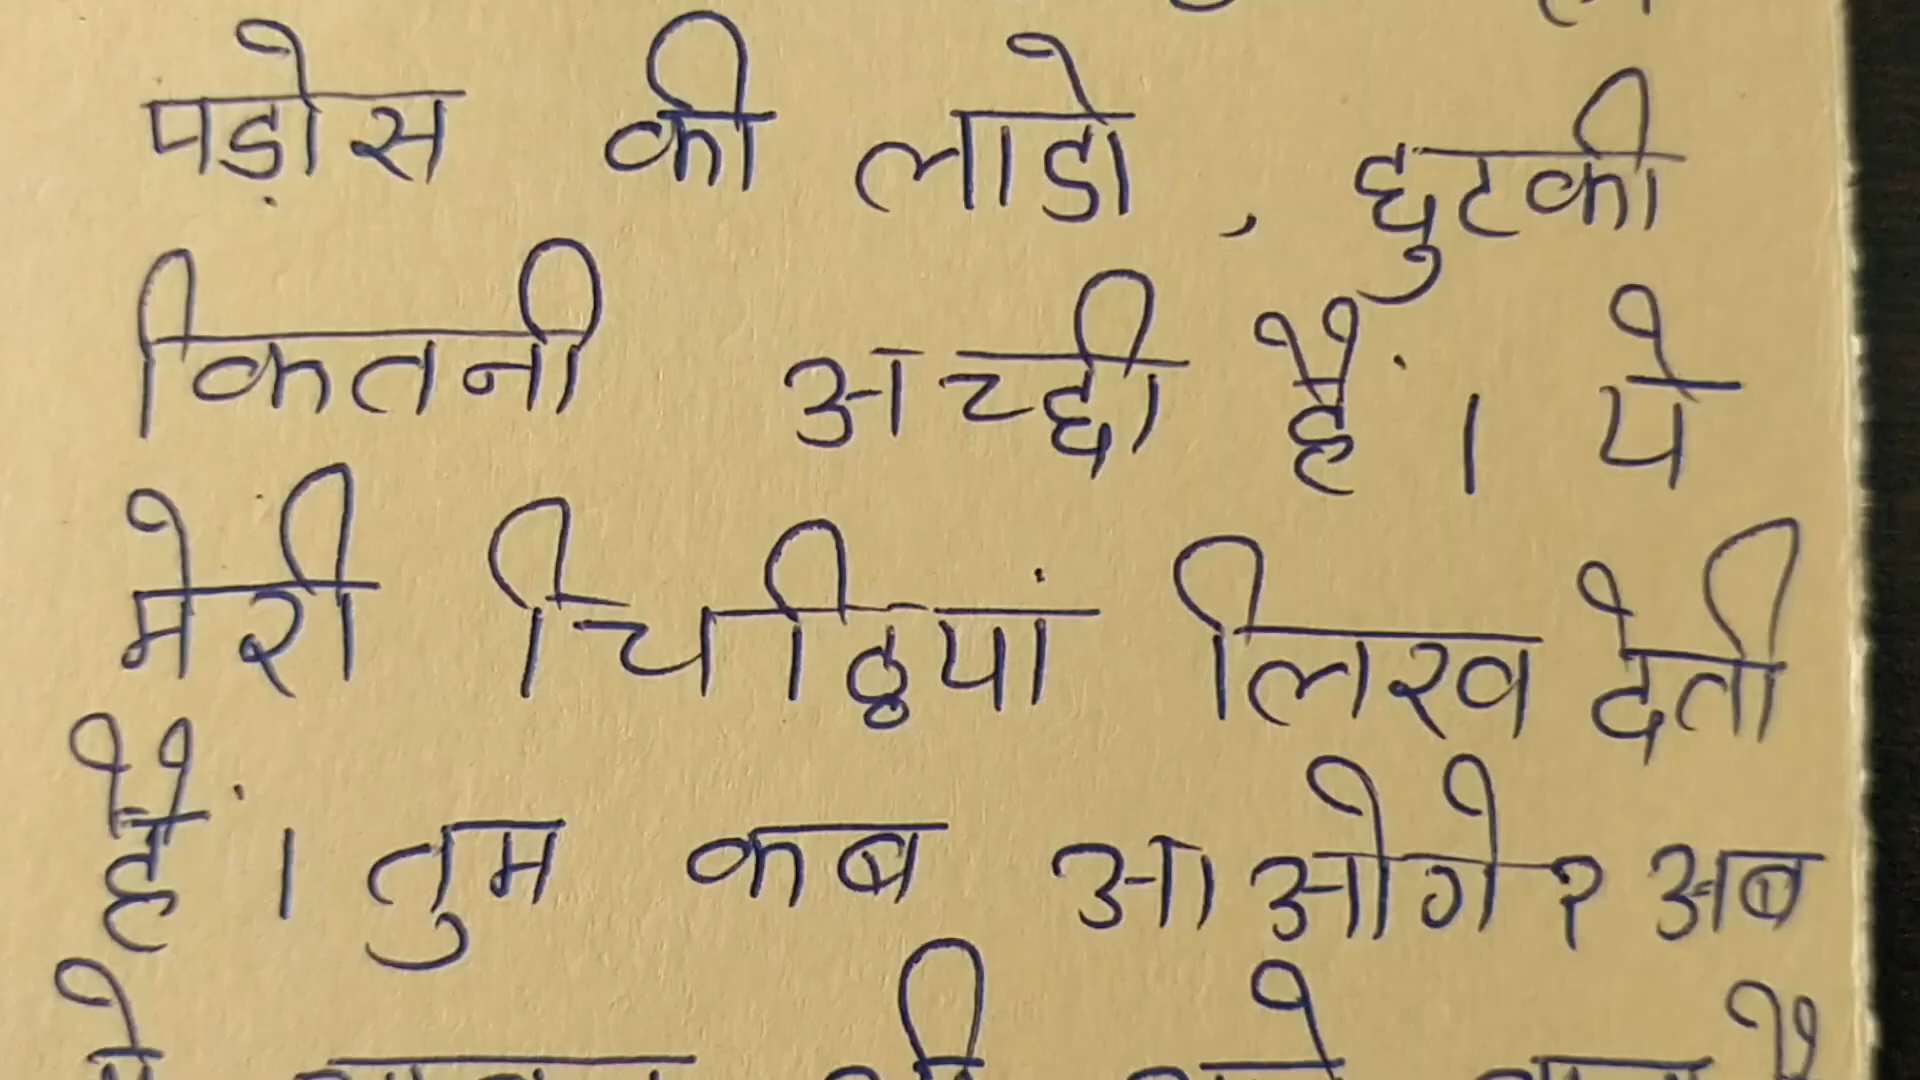 पड़ोस की लाडो, छुटकी
कितनी अच्छी हैं। ये
मेरी चिठ्ठियां लिख देती
हैं। तुम कब आओगे? अब